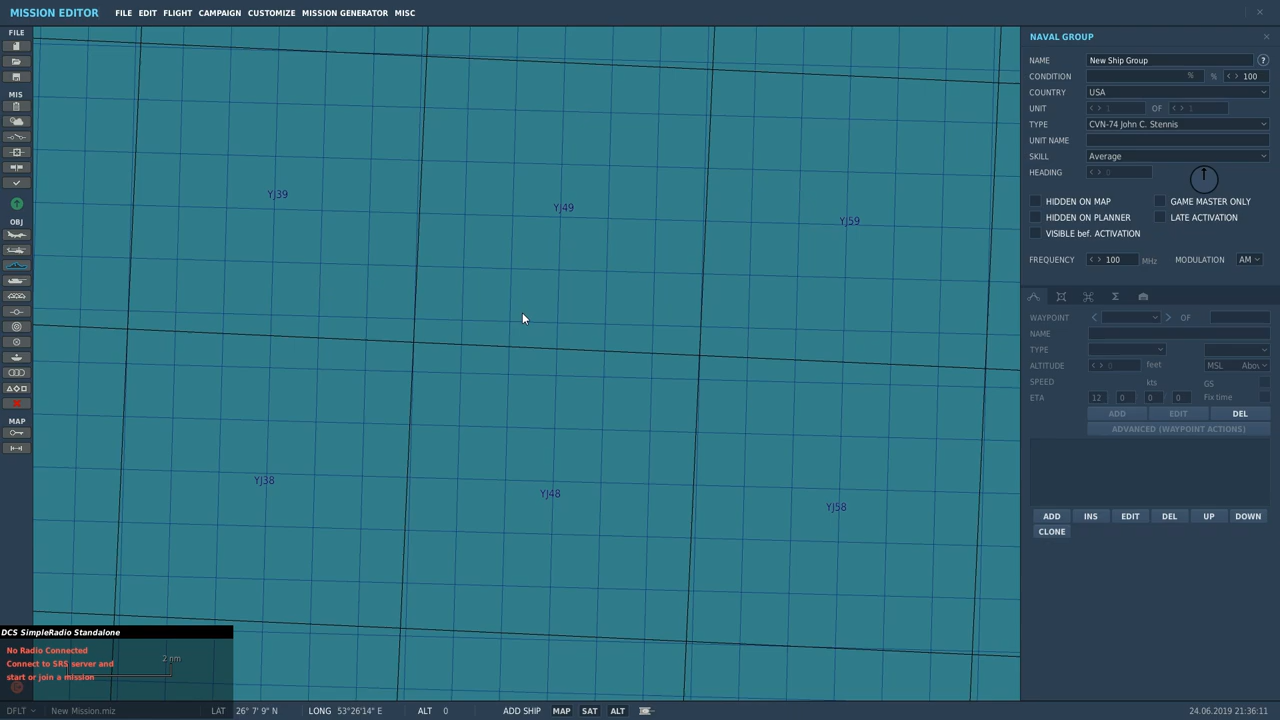 MISSION EDITOR FILE EDIT FLIGHT CAMPAIGN CUSTOMIZE MISSION GENERATOR MISC
FILE
MIS
OBJ
MAP
YJ39
YJ49
YJ59
YJ38
YJ48
YJ58
NAVAL GROUP
NAME New Ship Group ?
CONDITION % % < > 100
COUNTRY USA
UNIT < > 1 OF < > 1
TYPE CVN-74 John C. Stennis
UNIT NAME
SKILL Average
HEADING < > 0
HIDDEN ON MAP GAME MASTER ONLY
HIDDEN ON PLANNER LATE ACTIVATION
VISIBLE bef. ACTIVATION
FREQUENCY < > 100 MHz MODULATION AM
WAYPOINT < > OF
NAME
TYPE
ALTITUDE < > 0 feet MSL Abov
SPEED kts GS
ETA 12 0 0 0 Fix time
ADD EDIT DEL
ADVANCED (WAYPOINT ACTIONS)
ADD INS EDIT DEL UP DOWN
CLONE
DCS SimpleRadio Standalone
No Radio Connected
Connect to SRS server and
start or join a mission
2 nm
DFLT New Mission.miz LAT 26° 7' 9" N LONG 53°26'14" E ALT 0 ADD SHIP MAP SAT ALT 24.06.2019 21:36:11